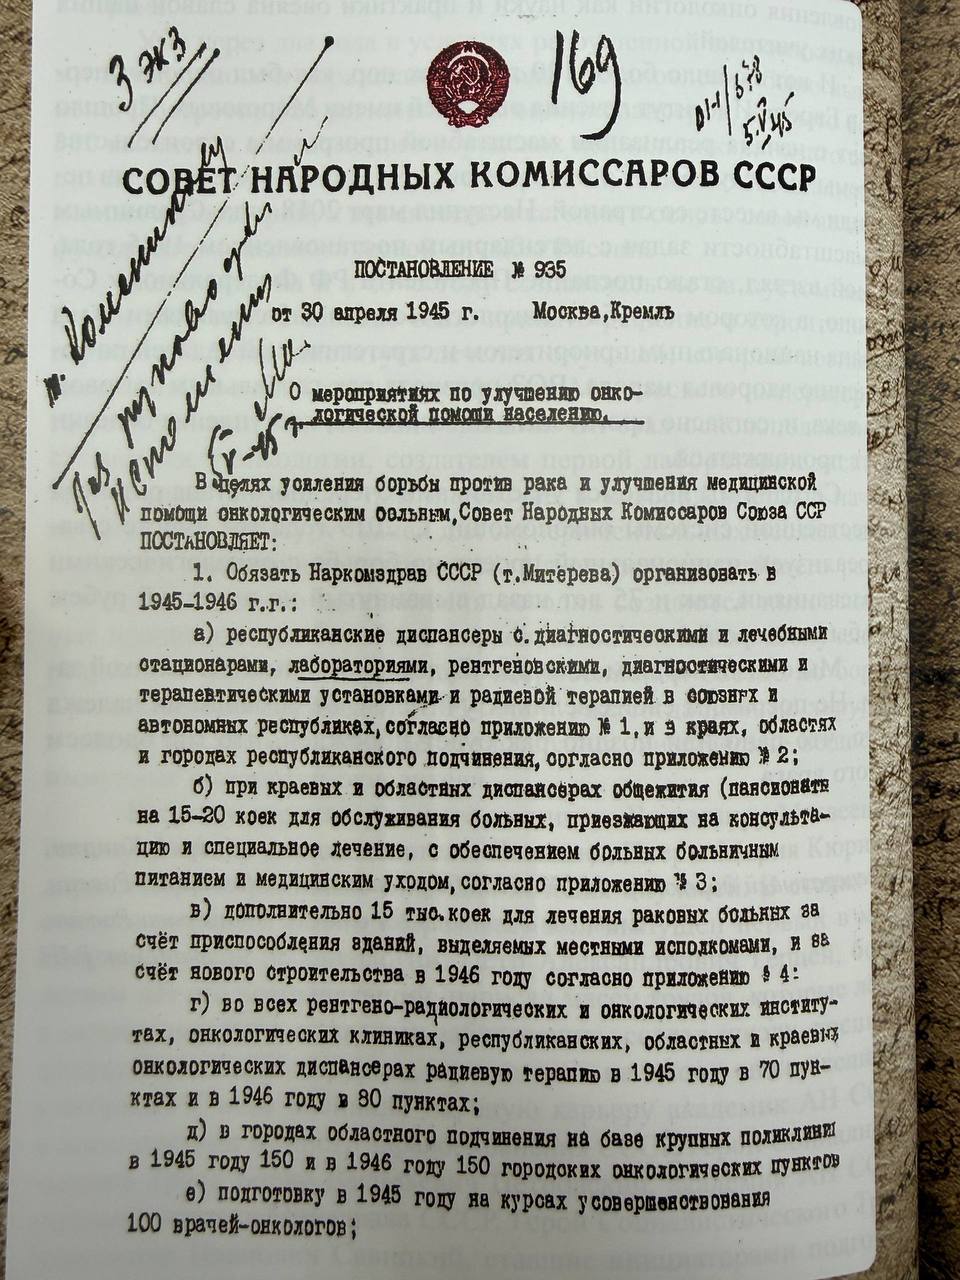 3 экз
169
5.V.45
СОВЕТ НАРОДНЫХ КОМИССАРОВ СССР
ПОСТАНОВЛЕНИЕ № 935
от 30 апреля 1945 г. Москва,Кремль
О мероприятиях по улучшению онко-
логической помощи населению.
В целях усиления борьбы против рака и улучшения медицинской
помощи онкологическим больным,Совет Народных Комиссаров Союза ССР
ПОСТАНОВЛЯЕТ:
1. Обязать Наркомздрав СССР (т.Митерева) организовать в
1945-1946 г.г.:
а) республиканские диспансеры с.диагностическими и лечебными
стационарами, лабораториями, рентгеновскими, диагностическими и
терапевтическими установками и радиевой терапией в союзных и
автономных республиках,согласно приложению № 1,и в краях, областях
и городах республиканского подчинения,согласно приложению № 2;
б) при краевых и областных диспансерах общежития (пансионаты
на 15-20 коек для обслуживания больных, приезжающих на консульта-
цию и специальное лечение, с обеспечением больных больничным
питанием и медицинским уходом,согласно приложению № 3;
в) дополнительно 15 тыс.коек для лечения раковых больных за
счёт приспособления зданий, выделяемых местными исполкомами, и за
счёт нового строительства в 1946 году согласно приложению № 4:
г) во всех рентгено-радиологических и онкологических институ-
тах, онкологических клиниках, республиканских, областных и краевых
онкологических диспансерах радиевую терапию в 1945 году в 70 пун-
ктах и в 1946 году в 80 пунктах;
д) в городах областного подчинения на базе крупных поликлиник
в 1945 году 150 и в 1946 году 150 городских онкологических пунктов
е) подготовку в 1945 году на курсах усовершенствования
100 врачей-онкологов;